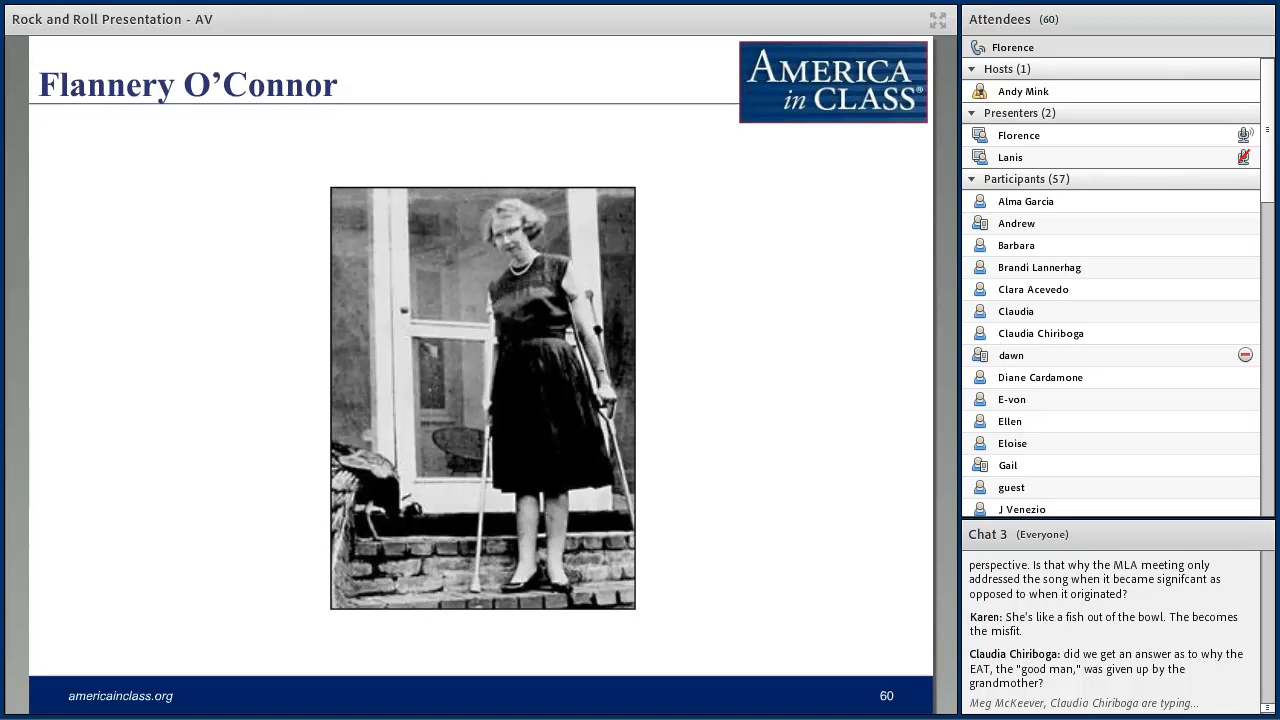 Rock and Roll Presentation - AV
Flannery O’Connor
AMERICA
in CLASS®
americainclass.org
60
Attendees (60)
Florence
Hosts (1)
Andy Mink
Presenters (2)
Florence
Lanis
Participants (57)
Alma Garcia
Andrew
Barbara
Brandi Lannerhag
Clara Acevedo
Claudia
Claudia Chiriboga
dawn
Diane Cardamone
E-von
Ellen
Eloise
Gail
guest
J Venezio
Chat 3 (Everyone)
perspective. Is that why the MLA meeting only
addressed the song when it became signifcant as
opposed to when it originated?
Karen: She's like a fish out of the bowl. The becomes
the misfit.
Claudia Chiriboga: did we get an answer as to why the
EAT, the "good man," was given up by the
grandmother?
Meg McKeever, Claudia Chiriboga are typing...